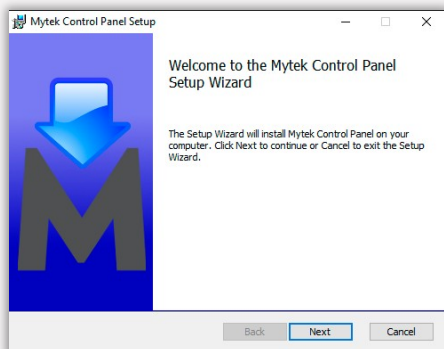 Mytek Control Panel Setup
Welcome to the Mytek Control Panel
Setup Wizard
The Setup Wizard will install Mytek Control Panel on your
computer. Click Next to continue or Cancel to exit the Setup
Wizard.
M
Back Next Cancel